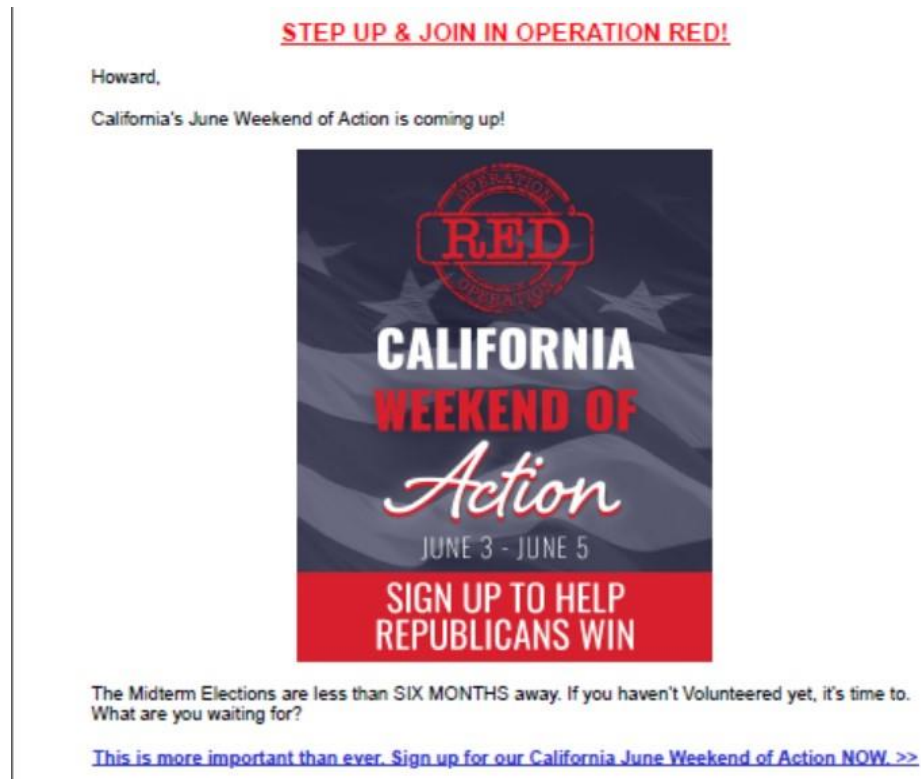 STEP UP & JOIN IN OPERATION RED!
Howard,
California's June Weekend of Action is coming up!
OPERATION
RED
OPERATION
CALIFORNIA
WEEKEND OF
Action
JUNE 3 - JUNE 5
SIGN UP TO HELP
REPUBLICANS WIN
The Midterm Elections are less than SIX MONTHS away. If you haven't Volunteered yet, it's time to.
What are you waiting for?
This is more important than ever. Sign up for our California June Weekend of Action NOW. >>